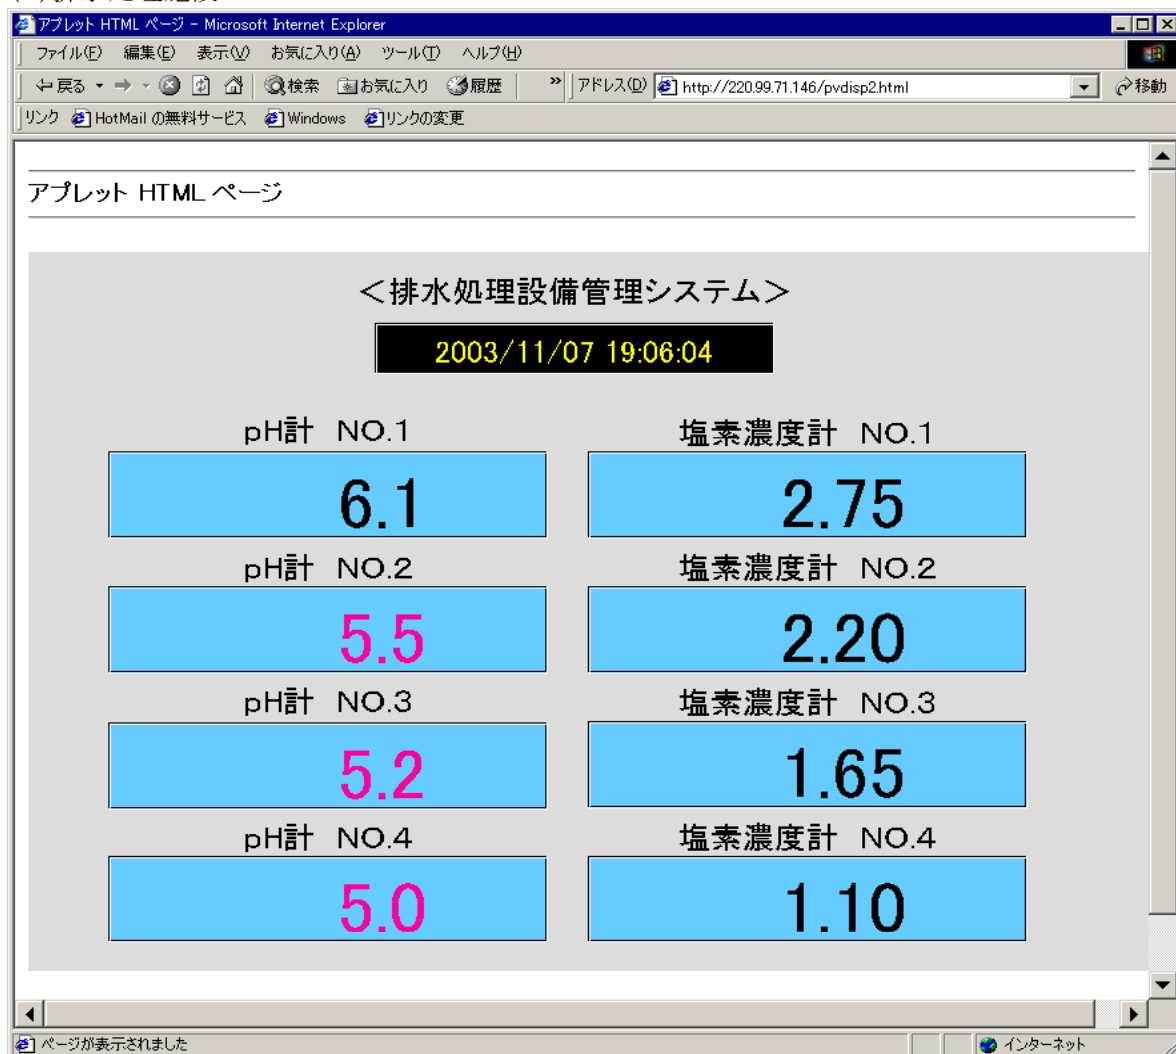 アプレット HTML ページ - Microsoft Internet Explorer
ファイル(F) 編集(E) 表示(V) お気に入り(A) ツール(T) ヘルプ(H)
戻る 検索 お気に入り 履歴 » アドレス(D) http://220.99.71.146/pvdisp2.html 移動
リンク HotMail の無料サービス Windows リンクの変更
アプレット HTML ページ
＜排水処理設備管理システム＞
2003/11/07 19:06:04
pH計 NO.1 塩素濃度計 NO.1
6.1 2.75
pH計 NO.2 塩素濃度計 NO.2
5.5 2.20
pH計 NO.3 塩素濃度計 NO.3
5.2 1.65
pH計 NO.4 塩素濃度計 NO.4
5.0 1.10
ページが表示されました インターネット